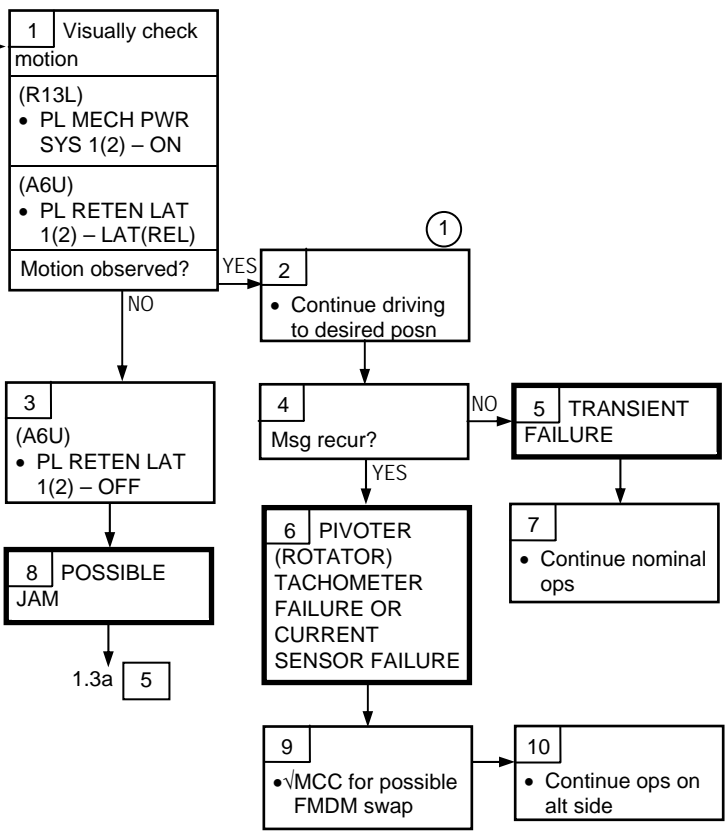 1 Visually check
motion
(R13L)
• PL MECH PWR
SYS 1(2) – ON
(A6U)
• PL RETEN LAT
1(2) – LAT(REL)
Motion observed?
YES
NO
1
2
• Continue driving
to desired posn
3
(A6U)
• PL RETEN LAT
1(2) – OFF
4
Msg recur?
NO
YES
5 TRANSIENT
FAILURE
6 PIVOTER
(ROTATOR)
TACHOMETER
FAILURE OR
CURRENT
SENSOR FAILURE
7
• Continue nominal
ops
8 POSSIBLE
JAM
1.3a 5
9
•√MCC for possible
FMDM swap
10
• Continue ops on
alt side